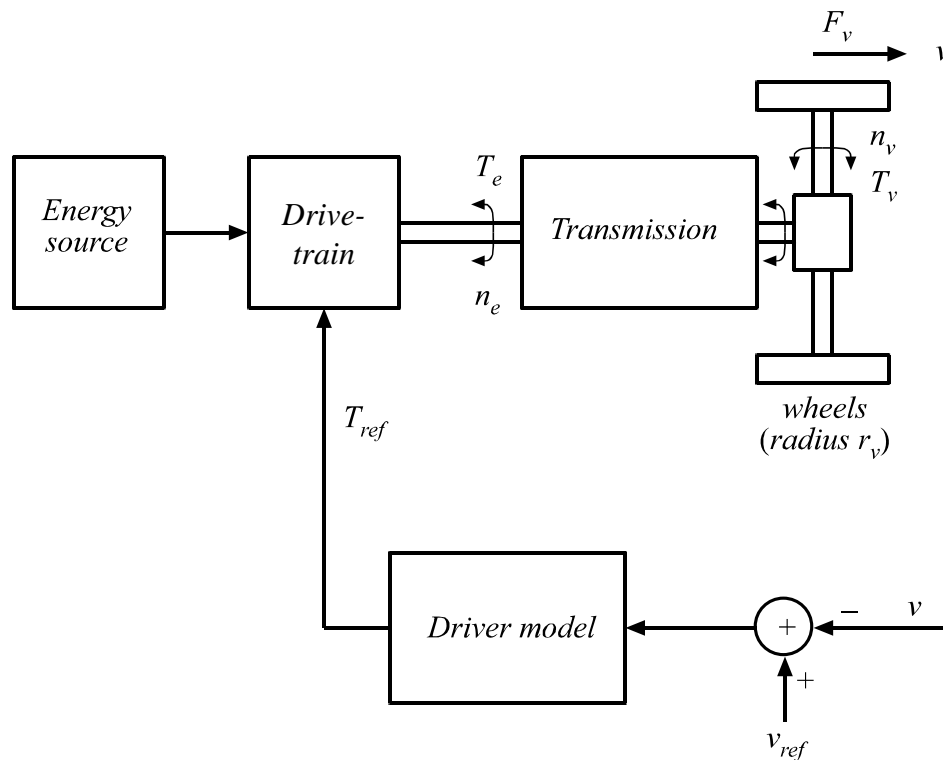 F_v
v
n_v
T_v
T_e
Energy
source
Drive-
train
Transmission
n_e
T_ref
wheels
(radius r_v)
Driver model
+
−
v
+
v_ref